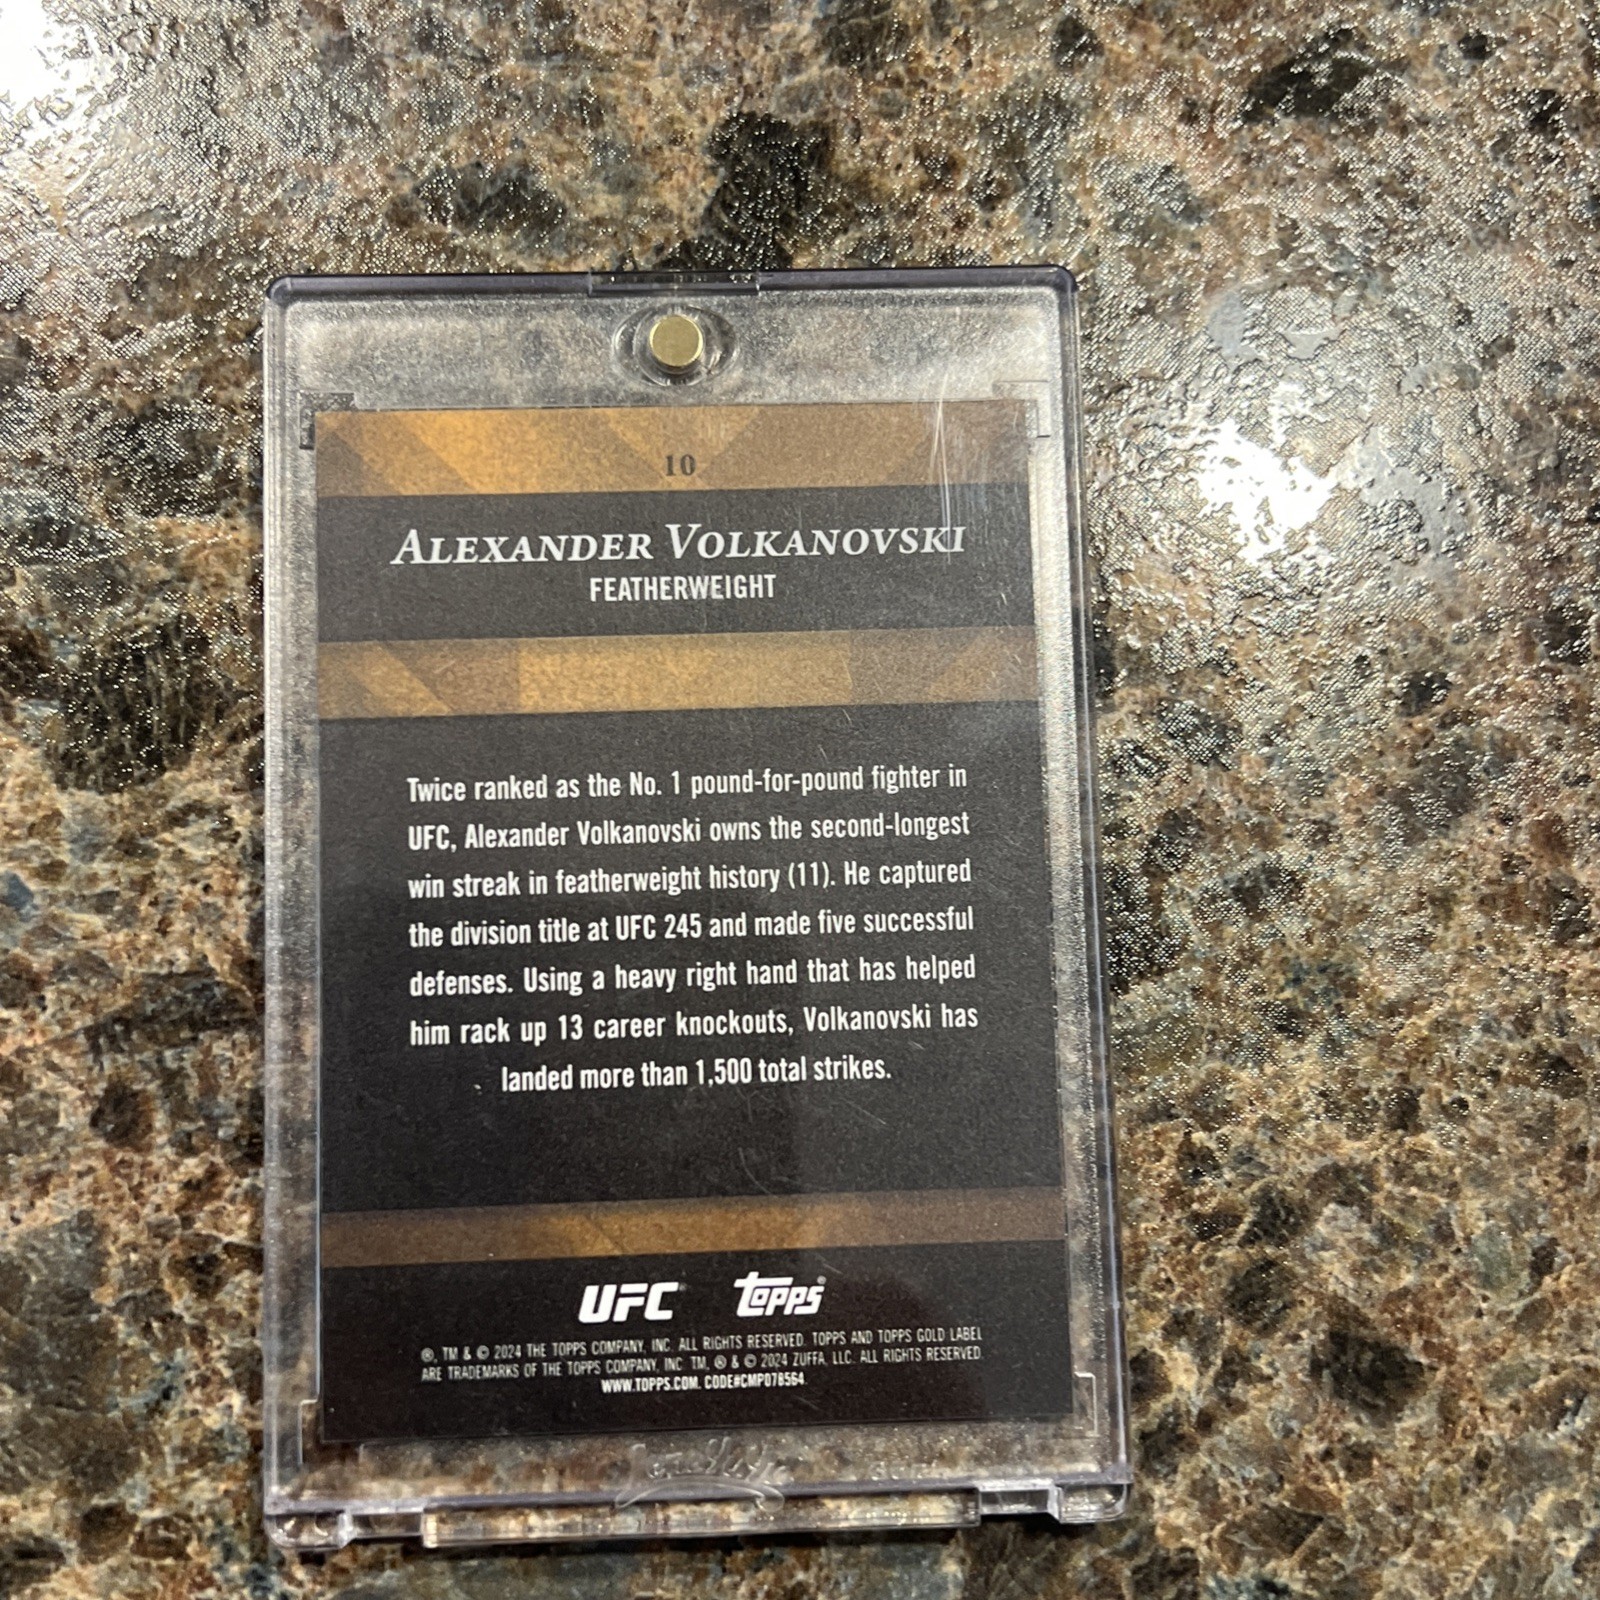 10
ALEXANDER VOLKANOVSKI
FEATHERWEIGHT
Twice ranked as the No. 1 pound-for-pound fighter in
UFC, Alexander Volkanovski owns the second-longest
win streak in featherweight history (11). He captured
the division title at UFC 245 and made five successful
defenses. Using a heavy right hand that has helped
him rack up 13 career knockouts, Volkanovski has
landed more than 1,500 total strikes.
UFC topps®
®, TM & © 2024 THE TOPPS COMPANY, INC. ALL RIGHTS RESERVED. TOPPS AND TOPPS GOLD LABEL
ARE TRADEMARKS OF THE TOPPS COMPANY, INC. TM, ® & © 2024 ZUFFA, LLC. ALL RIGHTS RESERVED.
WWW.TOPPS.COM. CODE#CMP078564